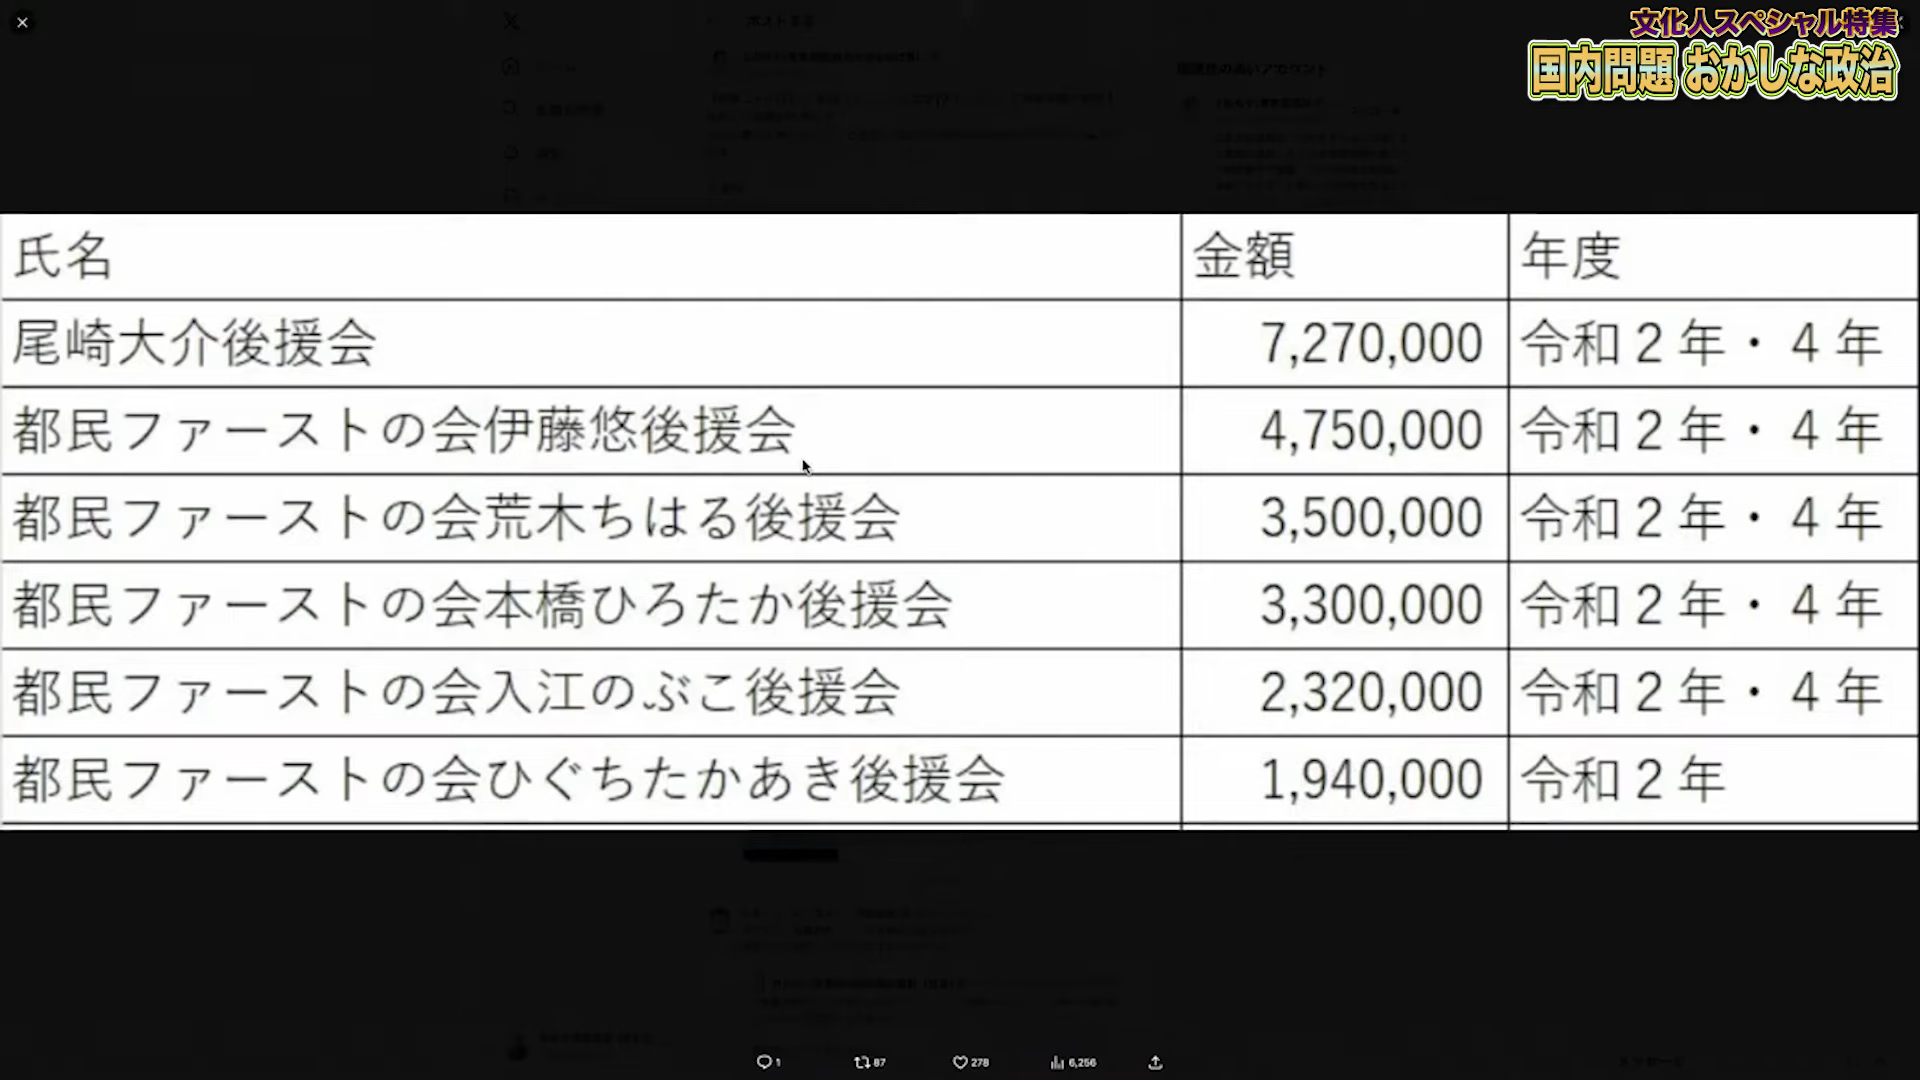 文化人スペシャル特集
国内問題 おかしな政治
氏名 金額 年度
尾崎大介後援会 7,270,000 令和2年・4年
都民ファーストの会伊藤悠後援会 4,750,000 令和2年・4年
都民ファーストの会荒木ちはる後援会 3,500,000 令和2年・4年
都民ファーストの会本橋ひろたか後援会 3,300,000 令和2年・4年
都民ファーストの会入江のぶこ後援会 2,320,000 令和2年・4年
都民ファーストの会ひぐちたかあき後援会 1,940,000 令和2年
1 87 278 6,256